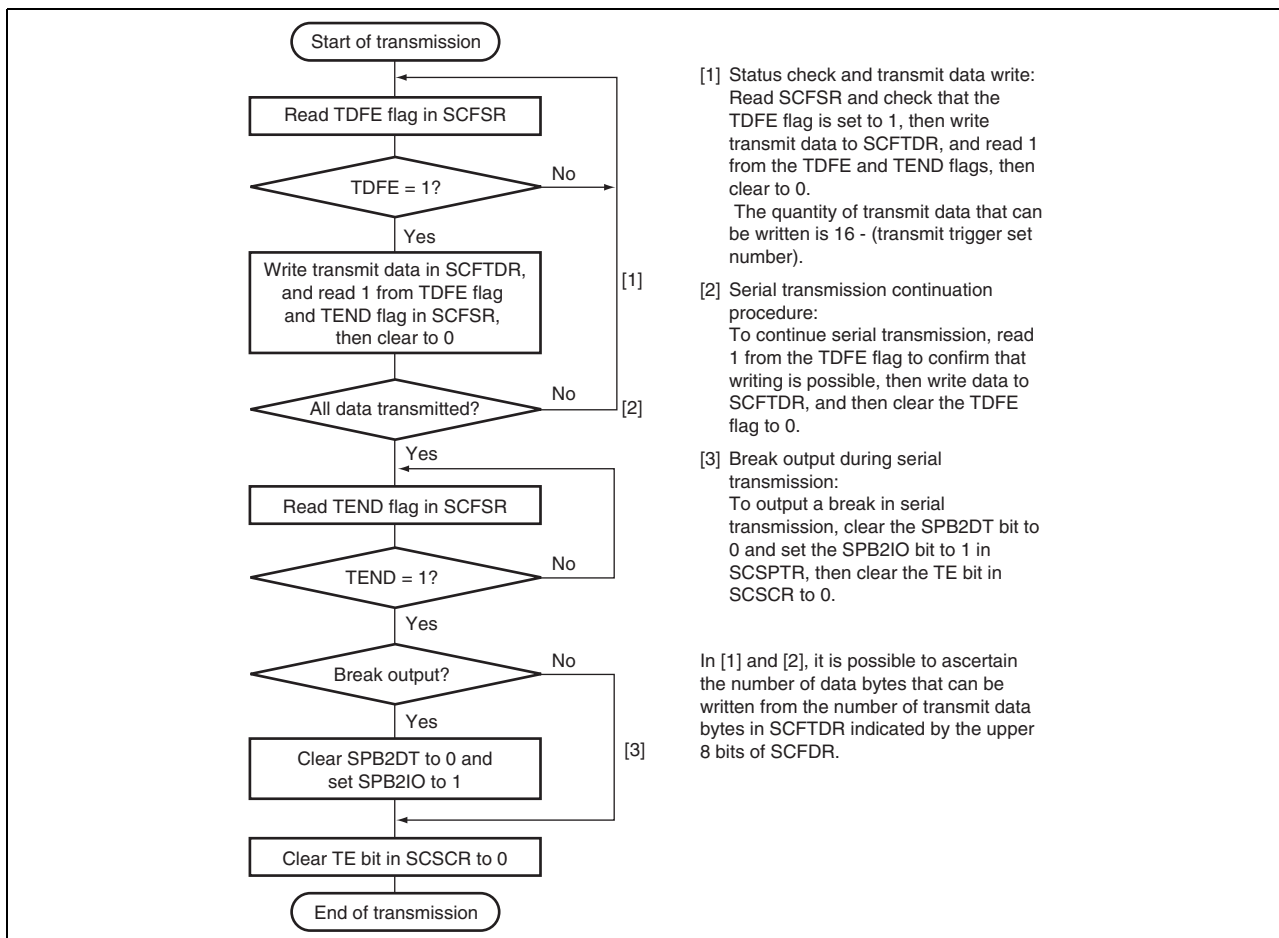 Start of transmission
Read TDFE flag in SCFSR
TDFE = 1?
No
Yes
Write transmit data in SCFTDR,
and read 1 from TDFE flag
and TEND flag in SCFSR,
then clear to 0
[1]
All data transmitted?
No
[2]
Yes
Read TEND flag in SCFSR
TEND = 1?
No
Yes
Break output?
No
Yes
Clear SPB2DT to 0 and
set SPB2IO to 1
[3]
Clear TE bit in SCSCR to 0
End of transmission
[1] Status check and transmit data write:
Read SCFSR and check that the
TDFE flag is set to 1, then write
transmit data to SCFTDR, and read 1
from the TDFE and TEND flags, then
clear to 0.
The quantity of transmit data that can
be written is 16 - (transmit trigger set
number).
[2] Serial transmission continuation
procedure:
To continue serial transmission, read
1 from the TDFE flag to confirm that
writing is possible, then write data to
SCFTDR, and then clear the TDFE
flag to 0.
[3] Break output during serial
transmission:
To output a break in serial
transmission, clear the SPB2DT bit to
0 and set the SPB2IO bit to 1 in
SCSPTR, then clear the TE bit in
SCSCR to 0.
In [1] and [2], it is possible to ascertain
the number of data bytes that can be
written from the number of transmit data
bytes in SCFTDR indicated by the upper
8 bits of SCFDR.